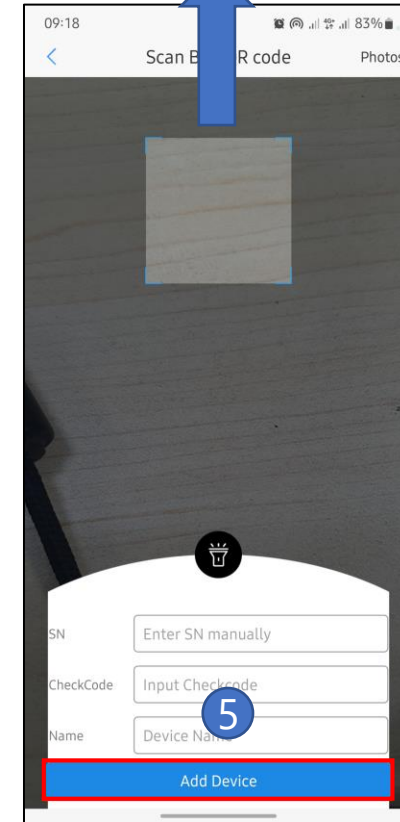 09:18 83%
Scan B R code Photos
SN Enter SN manually
CheckCode Input Checkcode
5
Name Device Name
Add Device